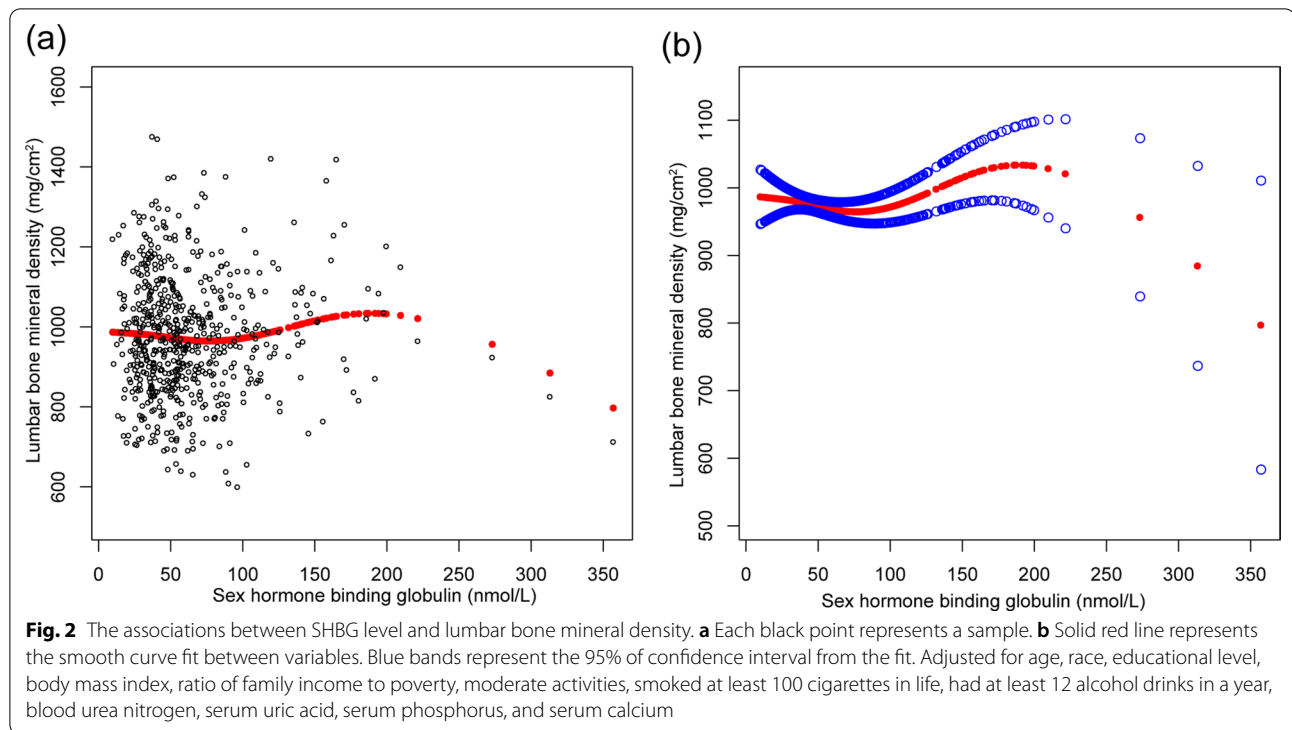 (a)
(b)
Lumbar bone mineral density (mg/cm²)
1600
1400
1200
1000
800
600
0 50 100 150 200 250 300 350
Sex hormone binding globulin (nmol/L)
Lumbar bone mineral density (mg/cm²)
1100
1000
900
800
700
600
500
0 50 100 150 200 250 300 350
Sex hormone binding globulin (nmol/L)
Fig. 2 The associations between SHBG level and lumbar bone mineral density. a Each black point represents a sample. b Solid red line represents
the smooth curve fit between variables. Blue bands represent the 95% of confidence interval from the fit. Adjusted for age, race, educational level,
body mass index, ratio of family income to poverty, moderate activities, smoked at least 100 cigarettes in life, had at least 12 alcohol drinks in a year,
blood urea nitrogen, serum uric acid, serum phosphorus, and serum calcium